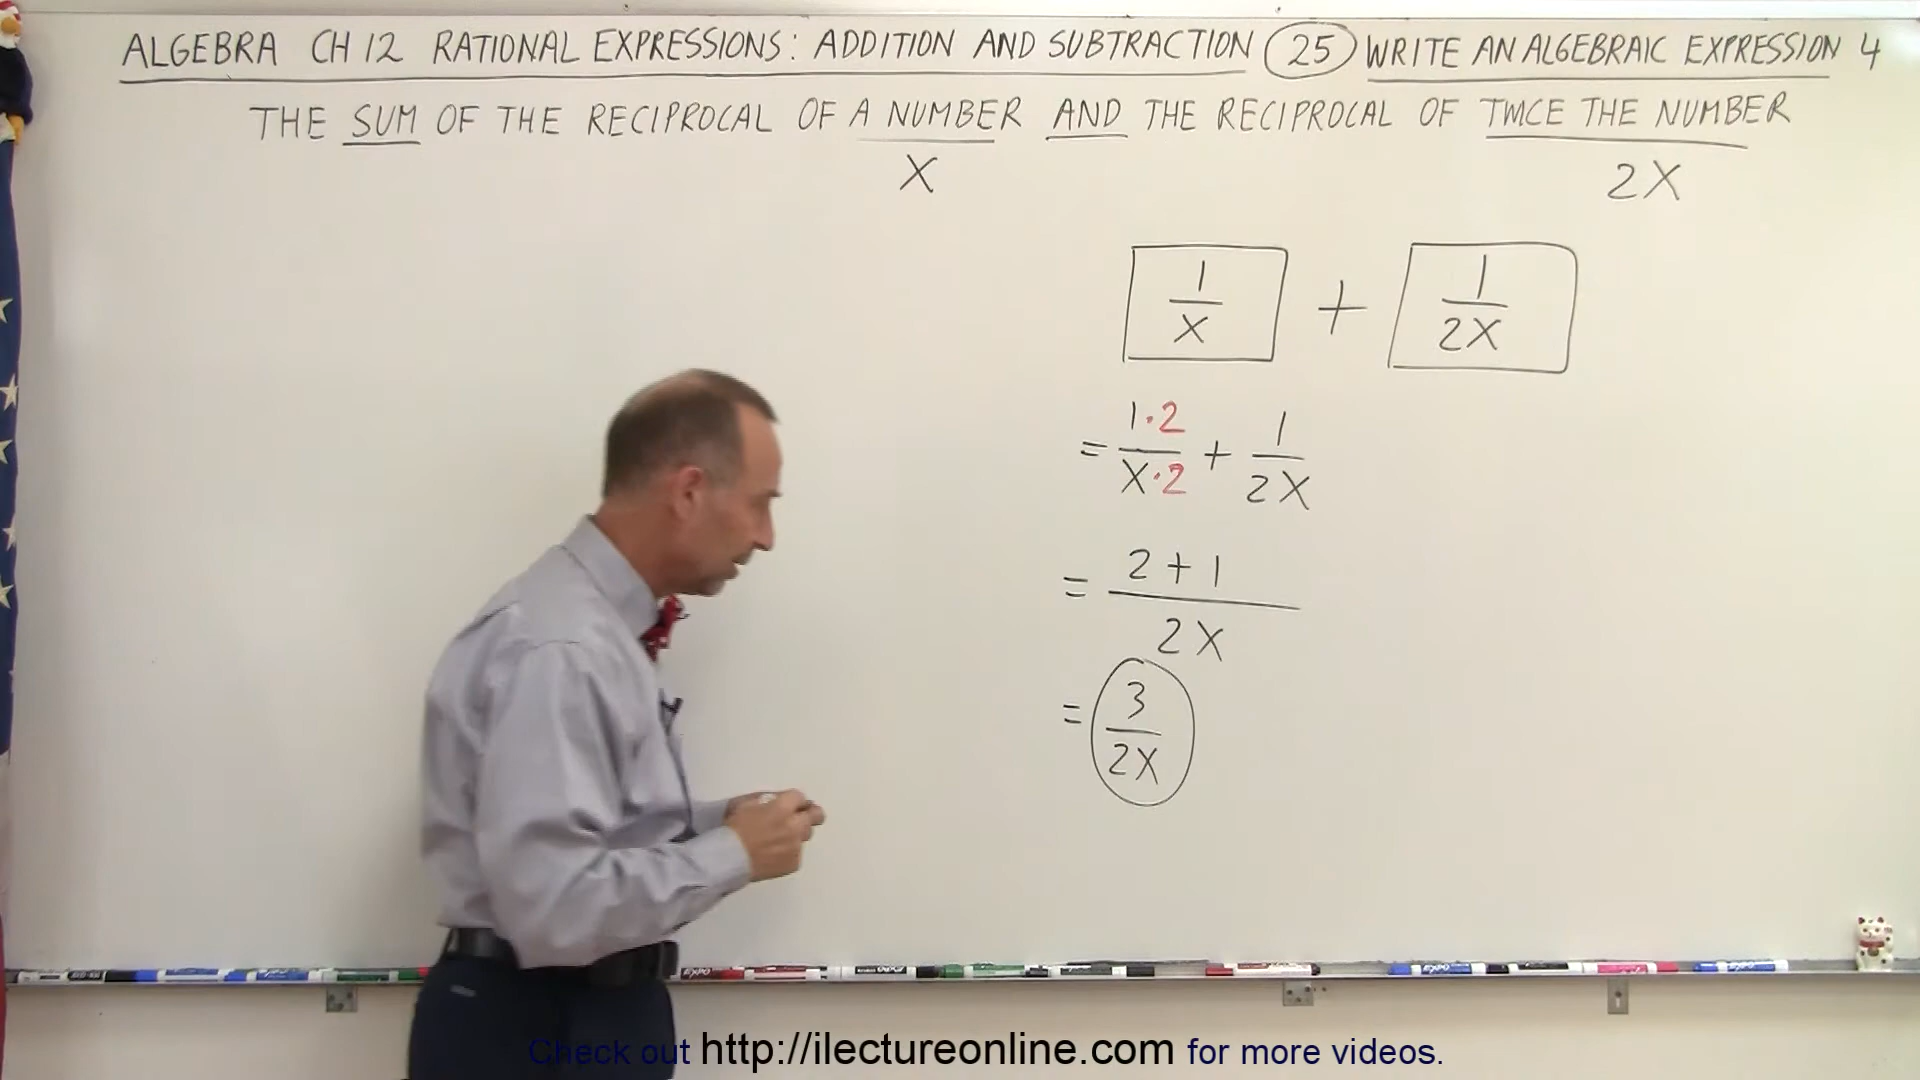 ALGEBRA CH 12 RATIONAL EXPRESSIONS: ADDITION AND SUBTRACTION 25 WRITE AN ALGEBRAIC EXPRESSION 4
THE SUM OF THE RECIPROCAL OF A NUMBER AND THE RECIPROCAL OF TWICE THE NUMBER
X 2X
1/X + 1/2X
= 1·2/X·2 + 1/2X
= 2+1/2X
= 3/2X
Check out http://ilectureonline.com for more videos.